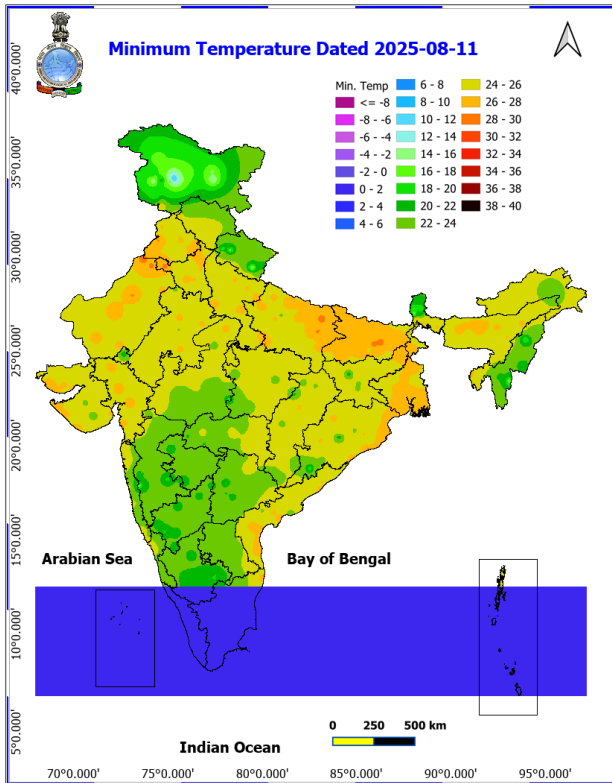 Minimum Temperature Dated 2025-08-11
Min. Temp
<= -8
-8 - -6
-6 - -4
-4 - -2
-2 - 0
0 - 2
2 - 4
4 - 6
6 - 8
8 - 10
10 - 12
12 - 14
14 - 16
16 - 18
18 - 20
20 - 22
22 - 24
24 - 26
26 - 28
28 - 30
30 - 32
32 - 34
34 - 36
36 - 38
38 - 40
40°0.000'
35°0.000'
30°0.000'
25°0.000'
20°0.000'
15°0.000'
10°0.000'
5°0.000'
Arabian Sea
Bay of Bengal
0 250 500 km
Indian Ocean
70°0.000' 75°0.000' 80°0.000' 85°0.000' 90°0.000' 95°0.000'